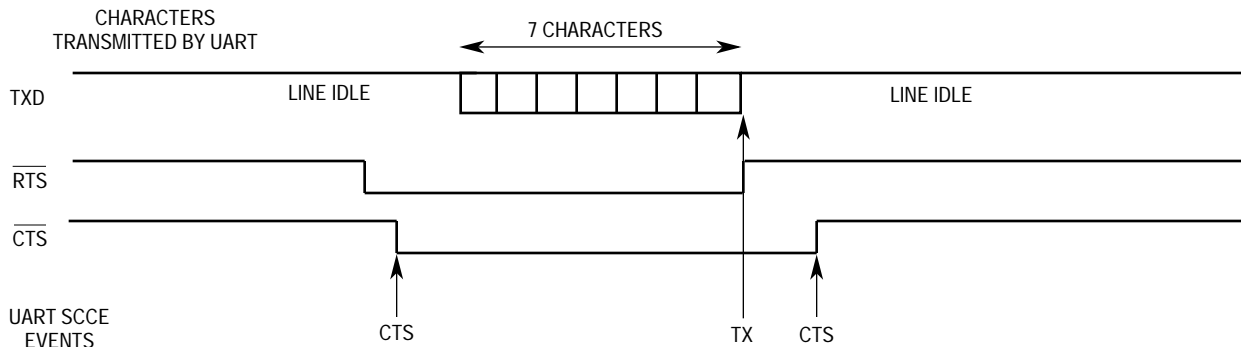 CHARACTERS
TRANSMITTED BY UART
7 CHARACTERS
TXD
LINE IDLE
LINE IDLE
RTS
CTS
UART SCCE
EVENTS
CTS
TX
CTS